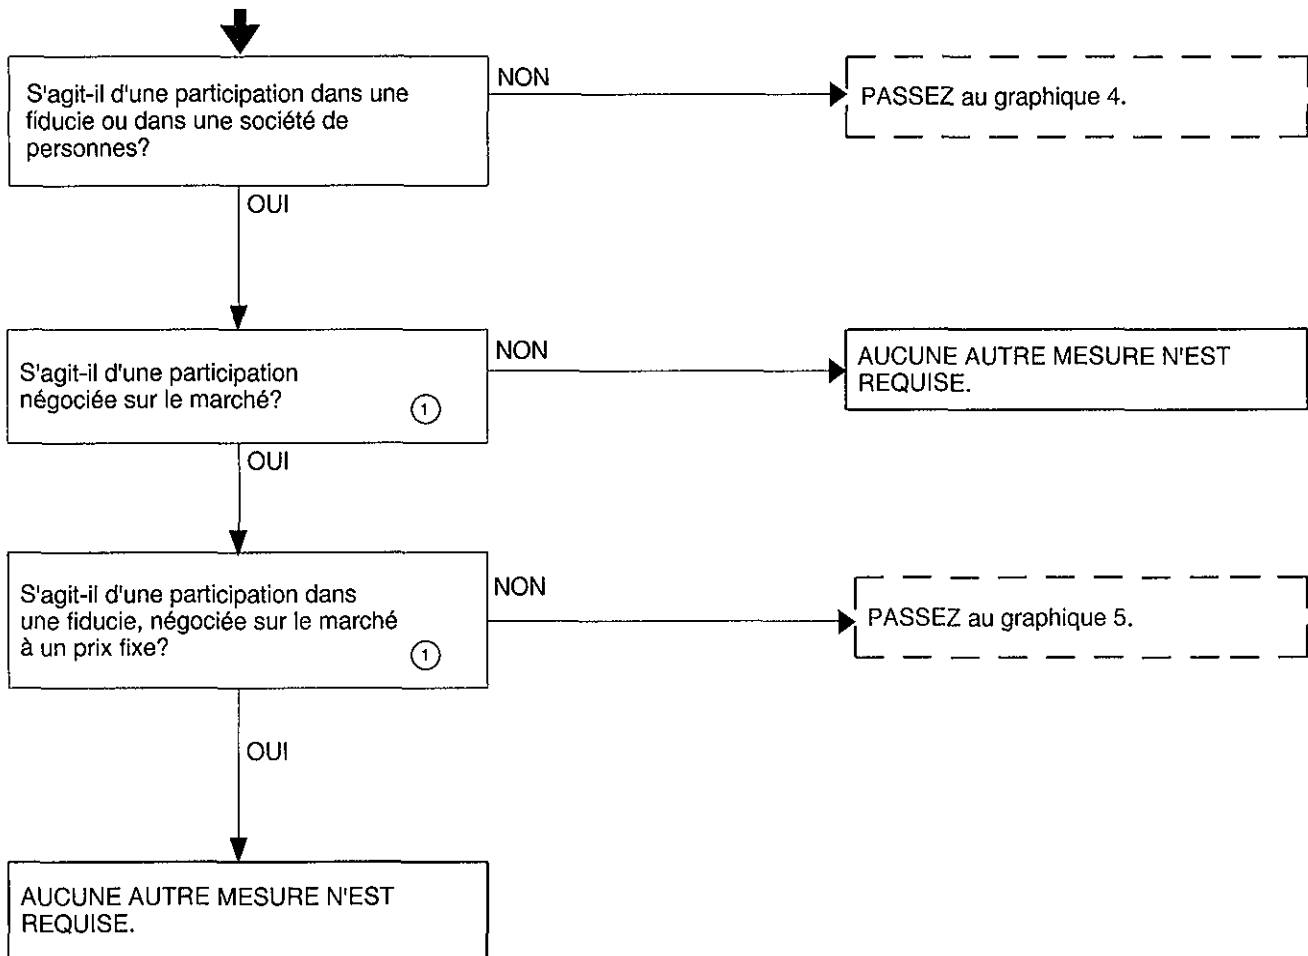 S'agit-il d'une participation dans une
fiducie ou dans une société de
personnes?
NON
PASSEZ au graphique 4.
OUI
S'agit-il d'une participation
négociée sur le marché?
1
NON
AUCUNE AUTRE MESURE N'EST
REQUISE.
OUI
S'agit-il d'une participation dans
une fiducie, négociée sur le marché
à un prix fixe?
1
NON
PASSEZ au graphique 5.
OUI
AUCUNE AUTRE MESURE N'EST
REQUISE.